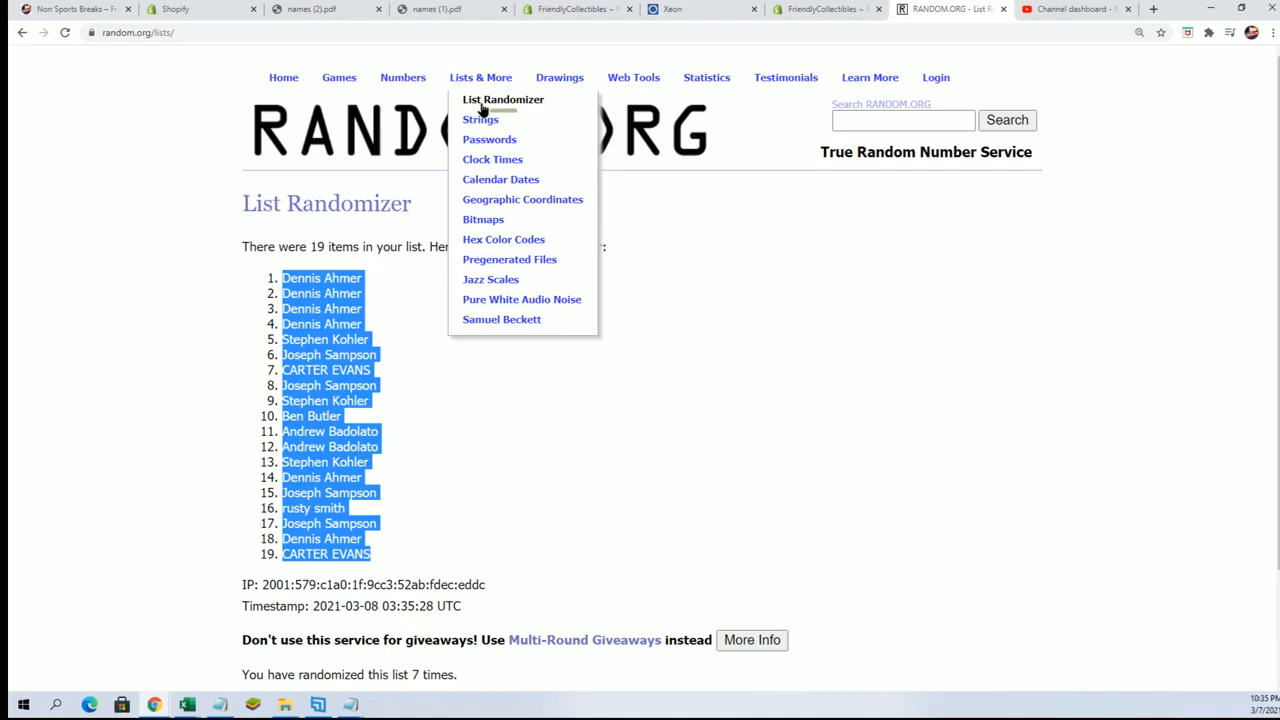 Non Sports Breaks – Fr
Shopify
names (2).pdf
names (1).pdf
FriendlyCollectibles ~ P
Xeon
FriendlyCollectibles ~
RANDOM.ORG - List R
Channel dashboard - Y
random.org/lists/
Home Games Numbers Lists & More Drawings Web Tools Statistics Testimonials Learn More Login
List Randomizer
Strings
Passwords
Clock Times
Calendar Dates
Geographic Coordinates
Bitmaps
Hex Color Codes
Pregenerated Files
Jazz Scales
Pure White Audio Noise
Samuel Beckett
Search RANDOM.ORG
Search
True Random Number Service
List Randomizer
There were 19 items in your list. Her
1. Dennis Ahmer
2. Dennis Ahmer
3. Dennis Ahmer
4. Dennis Ahmer
5. Stephen Kohler
6. Joseph Sampson
7. CARTER EVANS
8. Joseph Sampson
9. Stephen Kohler
10. Ben Butler
11. Andrew Badolato
12. Andrew Badolato
13. Stephen Kohler
14. Dennis Ahmer
15. Joseph Sampson
16. rusty smith
17. Joseph Sampson
18. Dennis Ahmer
19. CARTER EVANS
IP: 2001:579:c1a0:1f:9cc3:52ab:fdec:eddc
Timestamp: 2021-03-08 03:35:28 UTC
Don't use this service for giveaways! Use Multi-Round Giveaways instead More Info
You have randomized this list 7 times.
10:35 PM
3/7/2021